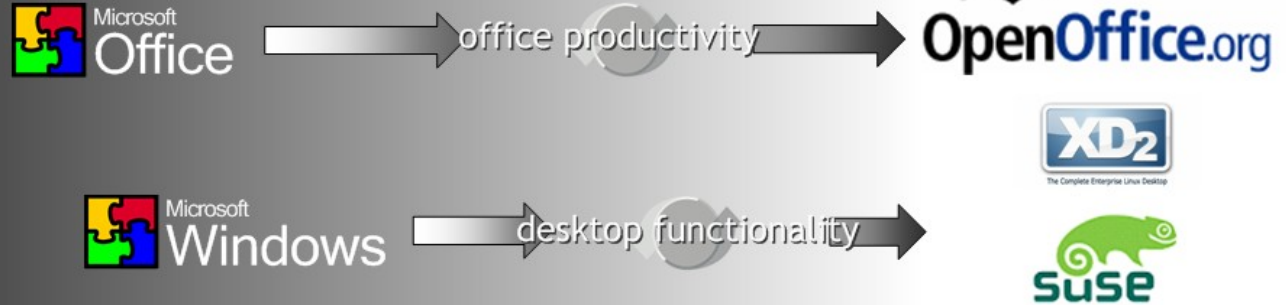 Microsoft
Office
office productivity
OpenOffice.org
XD2
The Complete Enterprise Linux Desktop
Microsoft
Windows
desktop functionality
suse